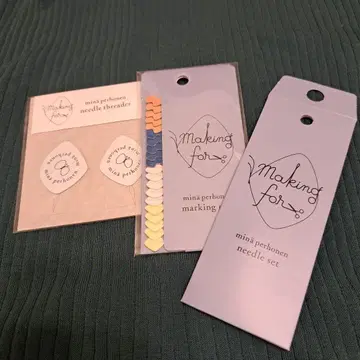 Making
for
minä perhonen
needle threader
minä perhonen
minä perhonen
Making
for
minä perhonen
marking
Making
for
minä perhonen
needle set